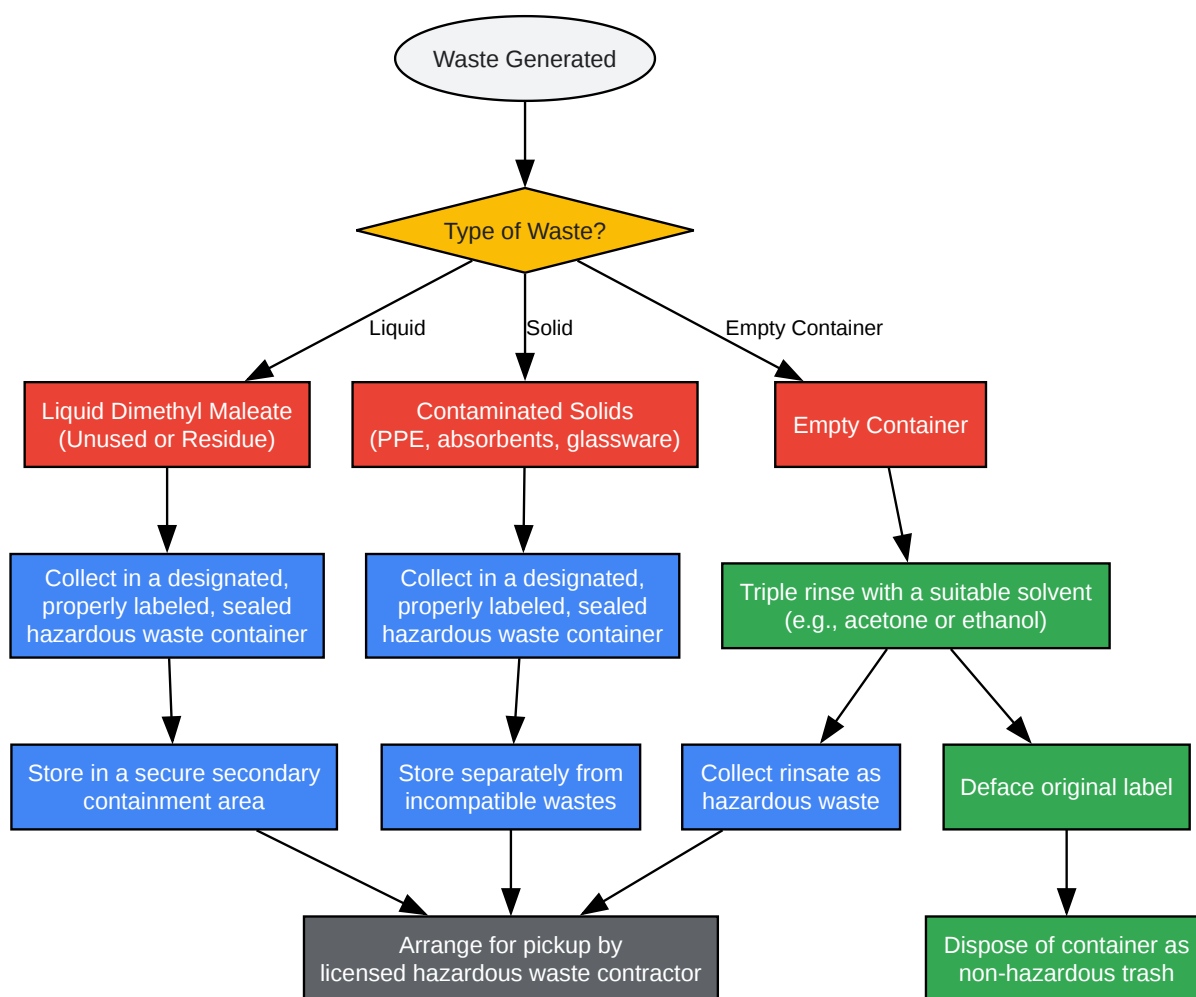 Waste Generated
Type of Waste?
Liquid
Solid
Empty Container
Liquid Dimethyl Maleate
(Unused or Residue)
Contaminated Solids
(PPE, absorbents, glassware)
Empty Container
Collect in a designated,
properly labeled, sealed
hazardous waste container
Collect in a designated,
properly labeled, sealed
hazardous waste container
Triple rinse with a suitable solvent
(e.g., acetone or ethanol)
Store in a secure secondary
containment area
Store separately from
incompatible wastes
Collect rinsate as
hazardous waste
Deface original label
Arrange for pickup by
licensed hazardous waste contractor
Dispose of container as
non-hazardous trash